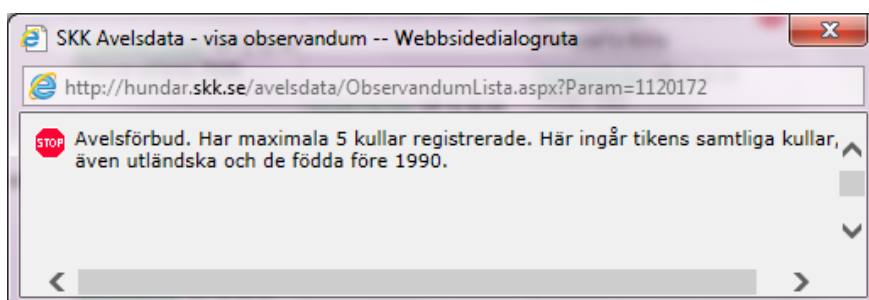 SKK Avelsdata - visa observandum -- Webbsidedialogruta
http://hundar.skk.se/avelsdata/ObservandumLista.aspx?Param=1120172
STOP Avelsförbud. Har maximala 5 kullar registrerade. Här ingår tikens samtliga kullar,
även utländska och de födda före 1990.